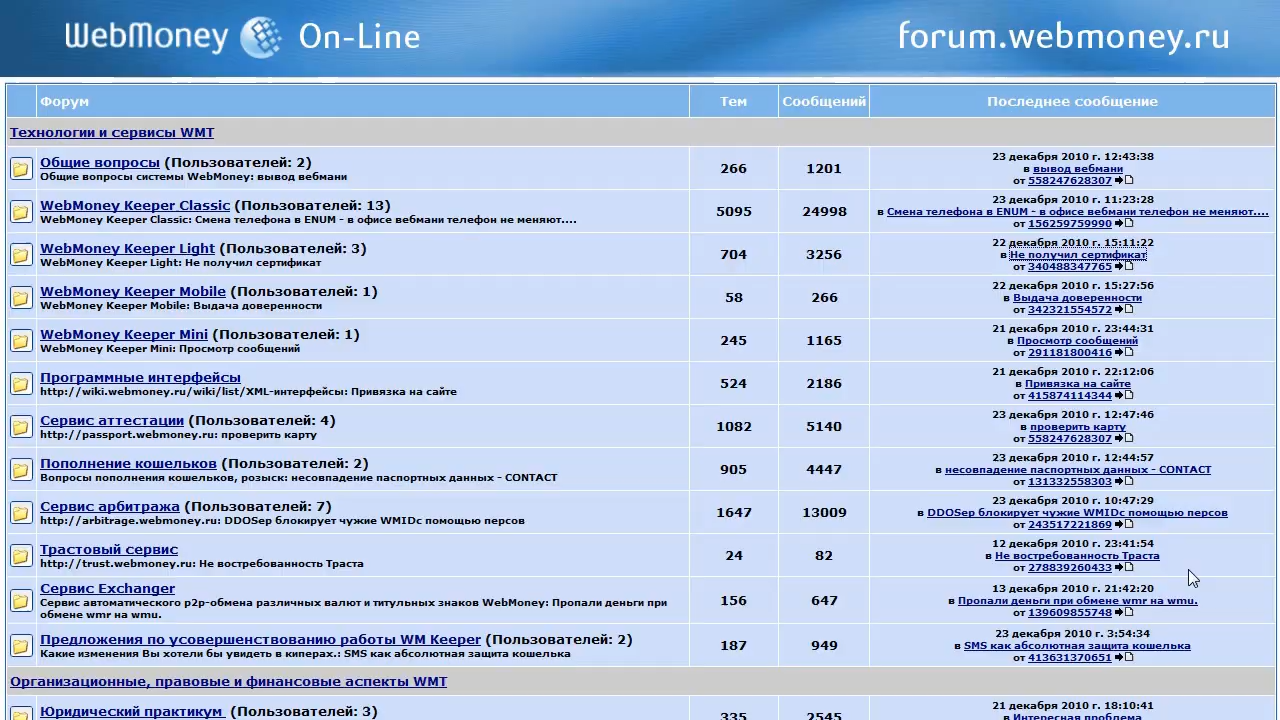 WebMoney On-Line
forum.webmoney.ru
Форум Тем Сообщений Последнее сообщение
Технологии и сервисы WMT
Общие вопросы (Пользователей: 2)
Общие вопросы системы WebMoney: вывод вебмани
266 1201
23 декабря 2010 г. 12:43:38
в вывод вебмани
от 558247628307
WebMoney Keeper Classic (Пользователей: 13)
WebMoney Keeper Classic: Смена телефона в ENUM - в офисе вебмани телефон не меняют....
5095 24998
23 декабря 2010 г. 11:23:28
в Смена телефона в ENUM - в офисе вебмани телефон не меняют....
от 156259759990
WebMoney Keeper Light (Пользователей: 3)
WebMoney Keeper Light: Не получил сертификат
704 3256
22 декабря 2010 г. 15:11:22
в Не получил сертификат
от 340488347765
WebMoney Keeper Mobile (Пользователей: 1)
WebMoney Keeper Mobile: Выдача доверенности
58 266
22 декабря 2010 г. 15:27:56
в Выдача доверенности
от 342321554572
WebMoney Keeper Mini (Пользователей: 1)
WebMoney Keeper Mini: Просмотр сообщений
245 1165
21 декабря 2010 г. 23:44:31
в Просмотр сообщений
от 291181800416
Программные интерфейсы
http://wiki.webmoney.ru/wiki/list/XML-интерфейсы: Привязка на сайте
524 2186
21 декабря 2010 г. 22:12:06
в Привязка на сайте
от 415874114344
Сервис аттестации (Пользователей: 4)
http://passport.webmoney.ru: проверить карту
1082 5140
23 декабря 2010 г. 12:47:46
в проверить карту
от 558247628307
Пополнение кошельков (Пользователей: 2)
Вопросы пополнения кошельков, розыск: несовпадение паспортных данных - CONTACT
905 4447
23 декабря 2010 г. 12:44:57
в несовпадение паспортных данных - CONTACT
от 131332558303
Сервис арбитража (Пользователей: 7)
http://arbitrage.webmoney.ru: DDOSер блокирует чужие WMIDс помощью персов
1647 13009
23 декабря 2010 г. 10:47:29
в DDOSер блокирует чужие WMIDс помощью персов
от 243517221869
Трастовый сервис
http://trust.webmoney.ru: Не востребованность Траста
24 82
12 декабря 2010 г. 23:41:54
в Не востребованность Траста
от 278839260433
Сервис Exchanger
Сервис автоматического p2p-обмена различных валют и титульных знаков WebMoney: Пропали деньги при
обмене wmr на wmu.
156 647
13 декабря 2010 г. 21:42:20
в Пропали деньги при обмене wmr на wmu.
от 139609855748
Предложения по усовершенствованию работы WM Keeper (Пользователей: 2)
Какие изменения Вы хотели бы увидеть в киперах.: SMS как абсолютная защита кошелька
187 949
23 декабря 2010 г. 3:54:34
в SMS как абсолютная защита кошелька
от 413631370651
Организационные, правовые и финансовые аспекты WMT
Юридический практикум (Пользователей: 3)
335 2545
21 декабря 2010 г. 18:10:41
в Интересная проблема